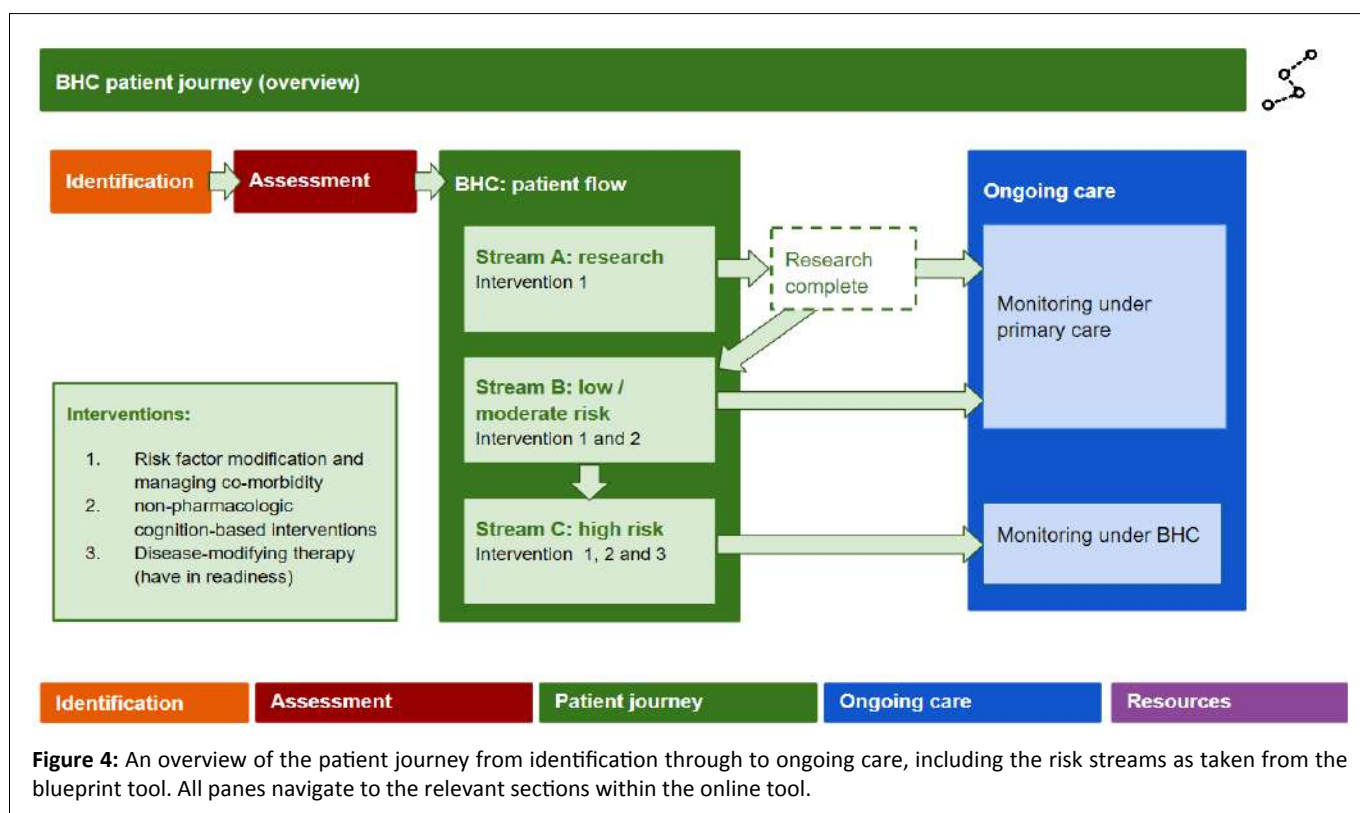 BHC patient journey (overview)
Identification
Assessment
BHC: patient flow
Stream A: research
Intervention 1
Research
complete
Stream B: low /
moderate risk
Intervention 1 and 2
Stream C: high risk
Intervention 1, 2 and 3
Ongoing care
Monitoring under
primary care
Monitoring under BHC
Interventions:
1. Risk factor modification and
managing co-morbidity
2. non-pharmacologic
cognition-based interventions
3. Disease-modifying therapy
(have in readiness)
Identification
Assessment
Patient journey
Ongoing care
Resources
Figure 4: An overview of the patient journey from identification through to ongoing care, including the risk streams as taken from the
blueprint tool. All panes navigate to the relevant sections within the online tool.